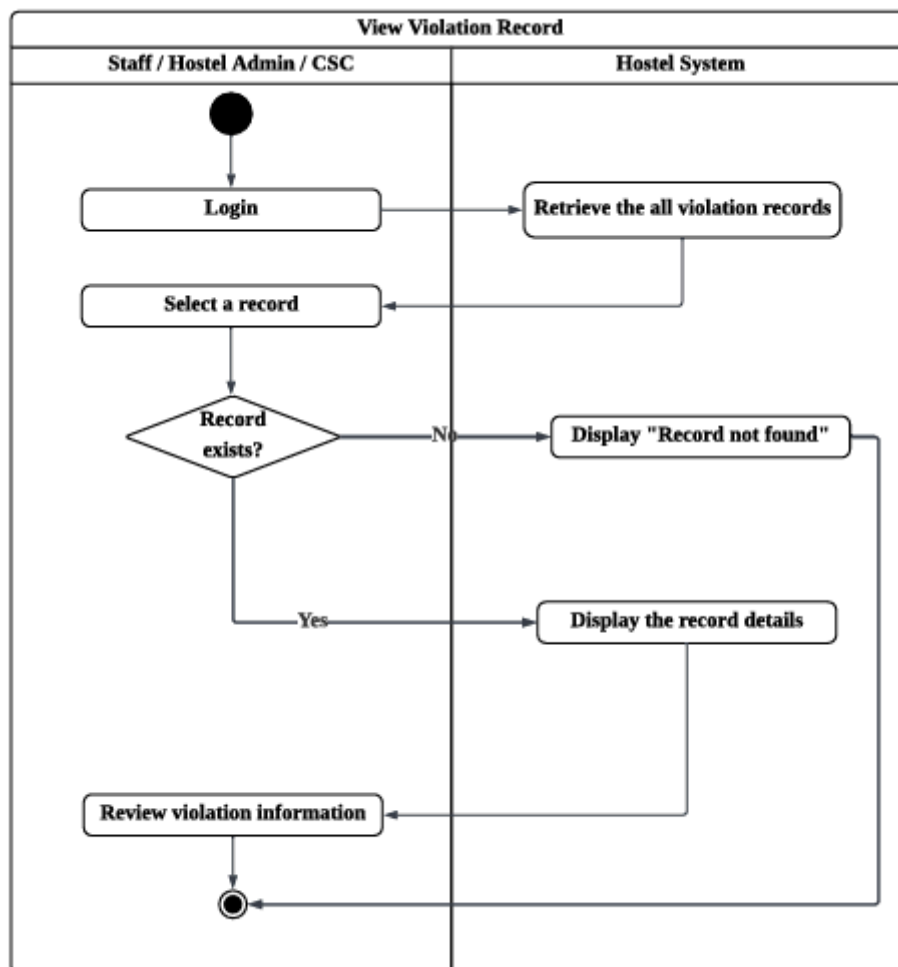 View Violation Record
Staff / Hostel Admin / CSC
Hostel System
Login
Retrieve the all violation records
Select a record
Record
exists?
No
Display "Record not found"
Yes
Display the record details
Review violation information